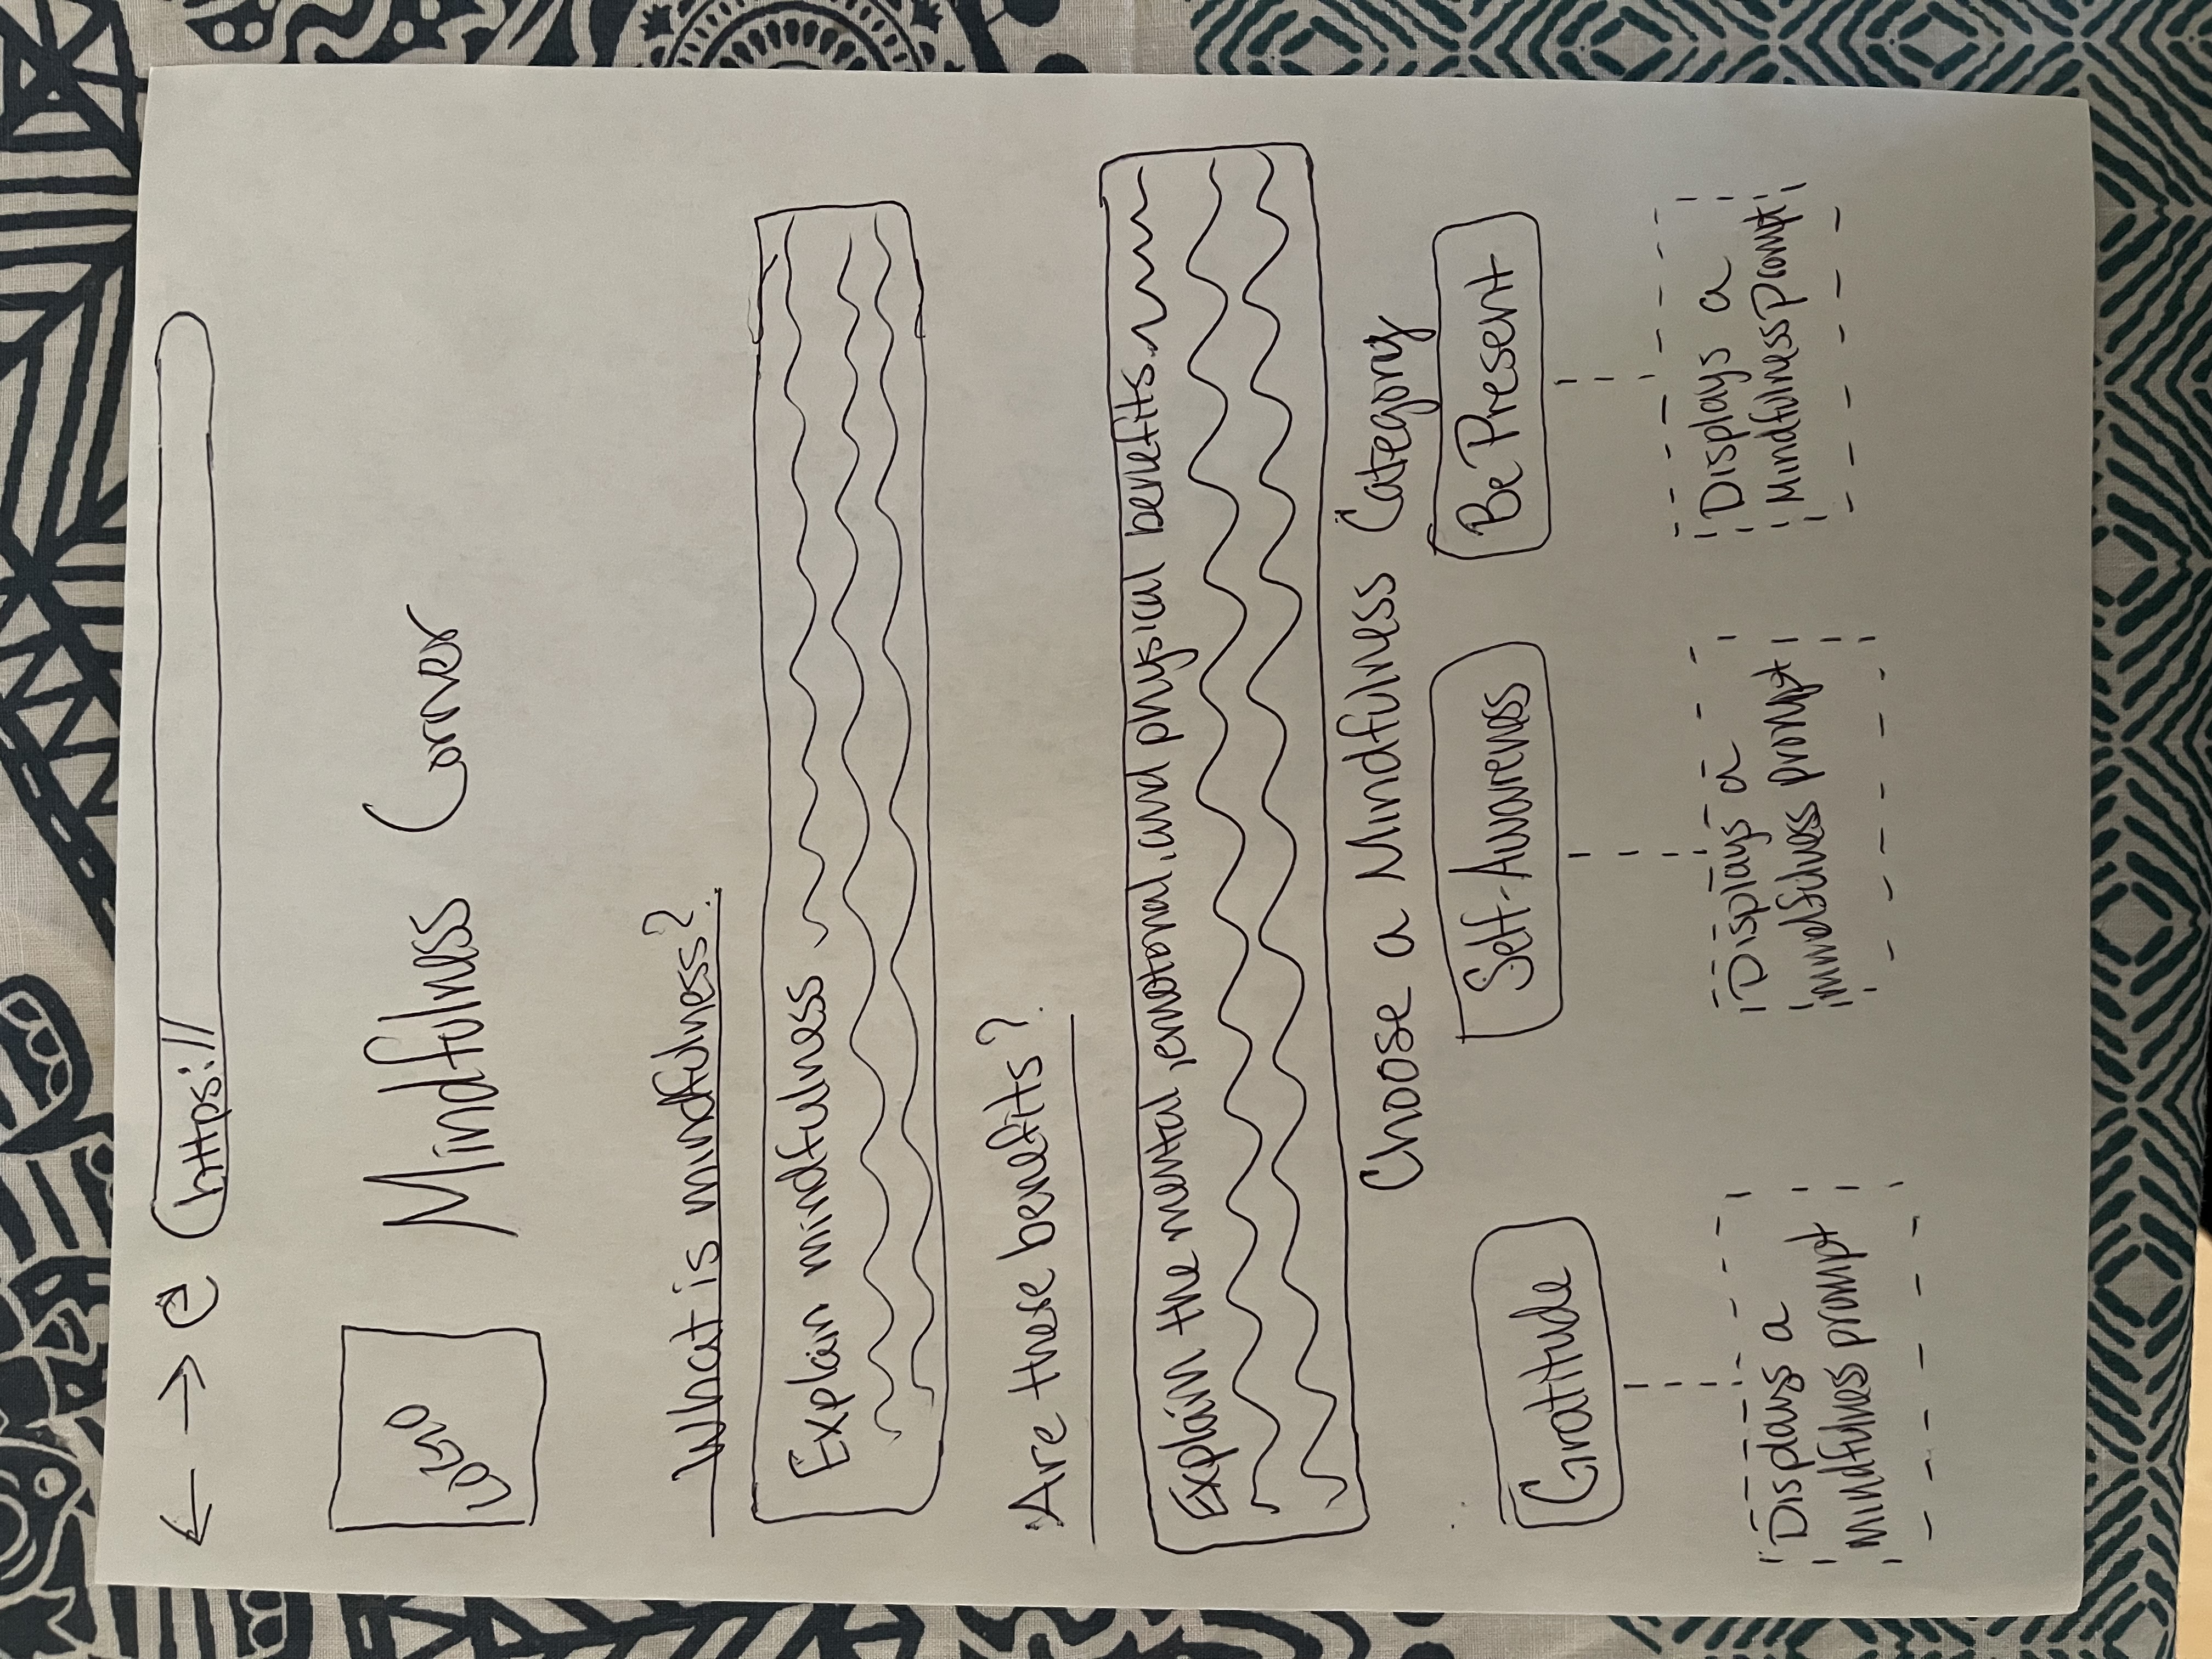 https://
LOGO
Mindfulness Corner
What is mindfulness?
Explain mindfulness
Are there benefits?
Explain the mental, emotional, and physical benefits.
Choose a Mindfulness Category
Gratitude
Self-Awareness
Be Present
Displays a
Mindfulness prompt
Displays a
mindfulness prompt
Displays a
Mindfulness Prompt